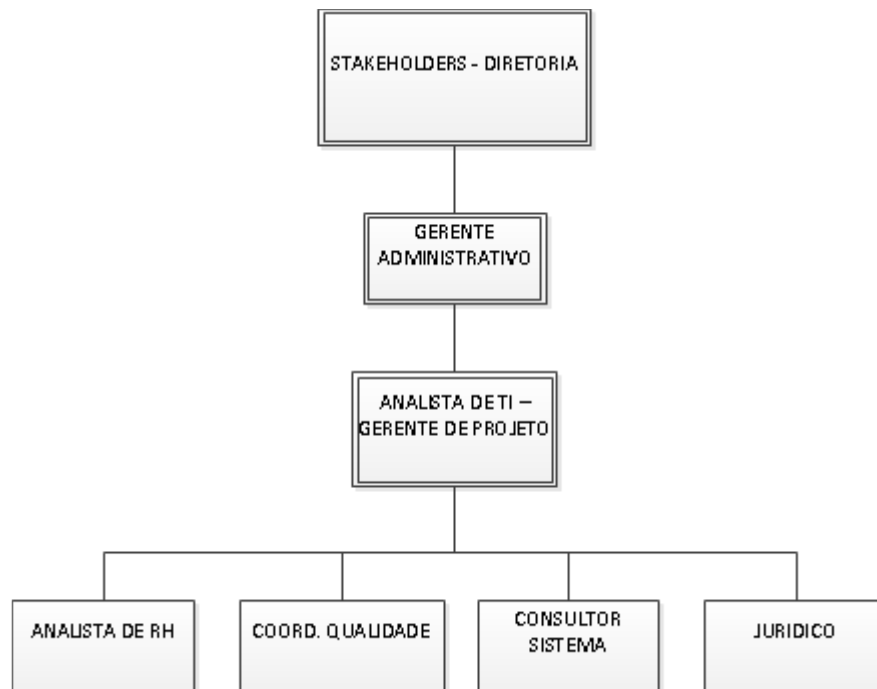 STAKEHOLDERS - DIRETORIA
GERENTE
ADMINISTRATIVO
ANALISTA DE TI –
GERENTE DE PROJETO
ANALISTA DE RH
COORD. QUALIDADE
CONSULTOR
SISTEMA
JURIDICO